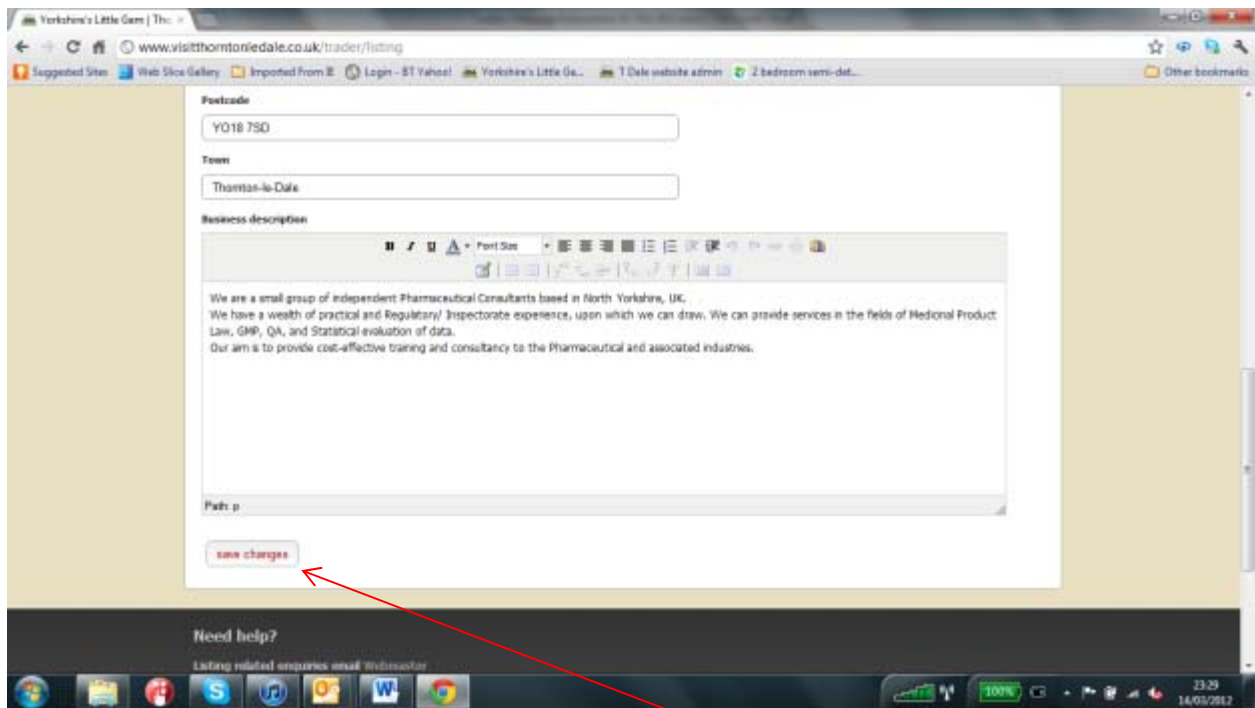 Yorkshire's Little Gem | Tho
www.visitthorntonledale.co.uk/trader/listing
Suggested Sites Web Slice Gallery Imported From IE Login - BT Yahoo! Yorkshire's Little Ge... T Dale website admin 2 bedroom semi-det... Other bookmarks
Postcode
YO18 7SD
Town
Thornton-le-Dale
Business description
B I U A Font Size
We are a small group of independent Pharmaceutical Consultants based in North Yorkshire, UK.
We have a wealth of practical and Regulatory/ Inspectorate experience, upon which we can draw. We can provide services in the fields of Medicinal Product
Law, GMP, QA, and Statistical evaluation of data.
Our aim is to provide cost-effective training and consultancy to the Pharmaceutical and associated industries.
Path: p
save changes
Need help?
Listing related enquiries email Webmaster
100%
23:29
14/03/2012